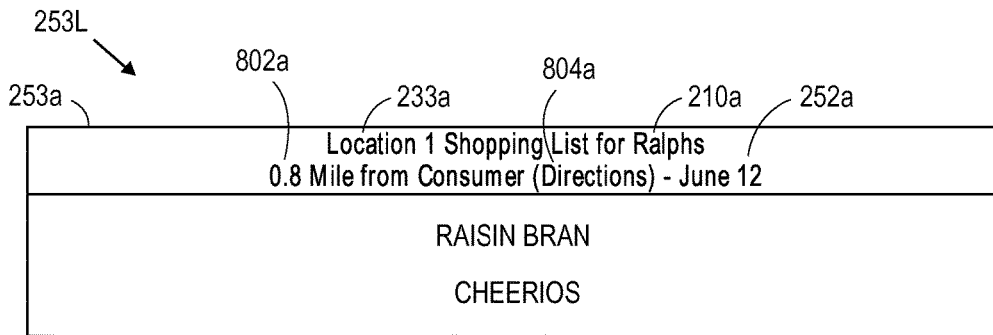 253L
802a
804a
253a
233a
210a
252a
Location 1 Shopping List for Ralphs
0.8 Mile from Consumer (Directions) - June 12
RAISIN BRAN
CHEERIOS